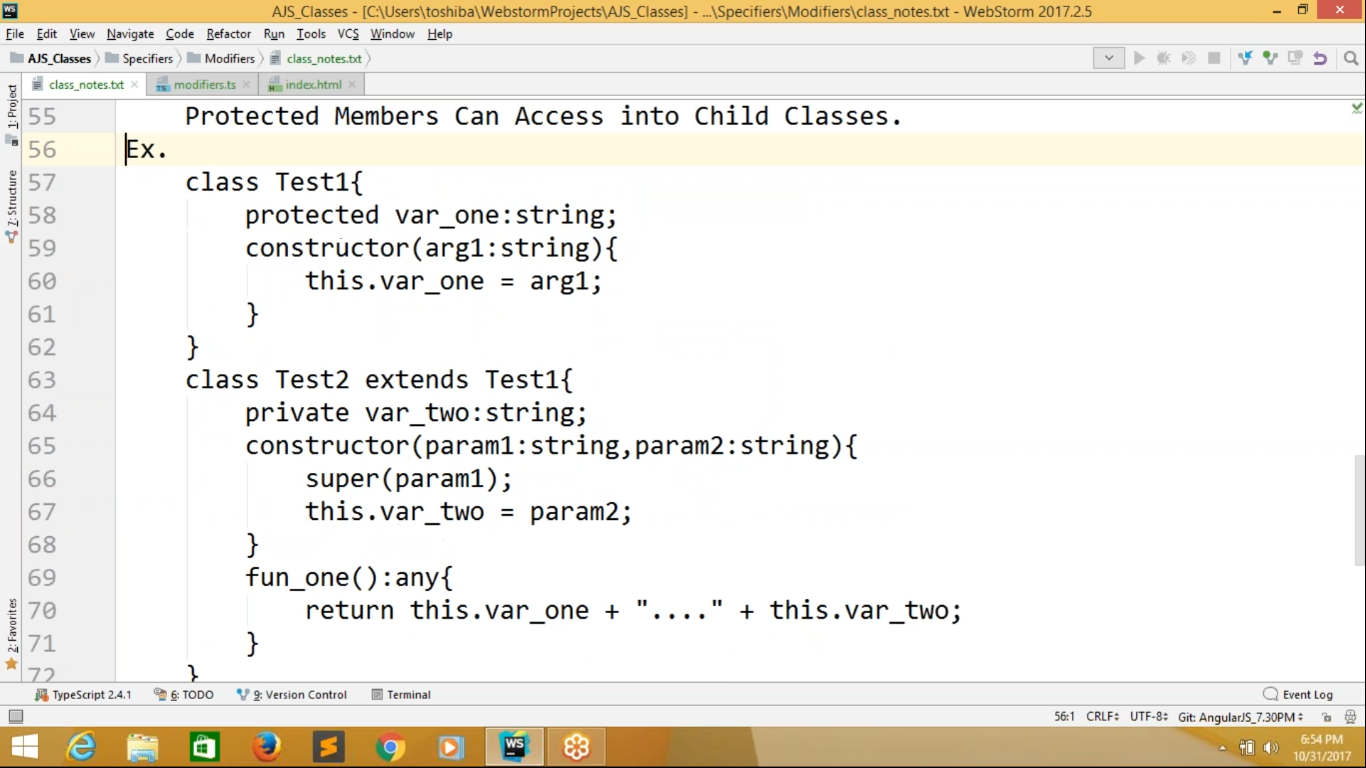 AJS_Classes - [C:\Users\toshiba\WebstormProjects\AJS_Classes] - ...\Specifiers\Modifiers\class_notes.txt - WebStorm 2017.2.5
File Edit View Navigate Code Refactor Run Tools VCS Window Help
AJS_Classes Specifiers Modifiers class_notes.txt
class_notes.txt modifiers.ts index.html
1: Project
7: Structure
2: Favorites
55 Protected Members Can Access into Child Classes.
56 Ex.
57 class Test1{
58 protected var_one:string;
59 constructor(arg1:string){
60 this.var_one = arg1;
61 }
62 }
63 class Test2 extends Test1{
64 private var_two:string;
65 constructor(param1:string,param2:string){
66 super(param1);
67 this.var_two = param2;
68 }
69 fun_one():any{
70 return this.var_one + "...." + this.var_two;
71 }
72 }
TypeScript 2.4.1 6: TODO 9: Version Control Terminal Event Log
56:1 CRLF UTF-8 Git: AngularJS_7.30PM
WS
6:54 PM
10/31/2017